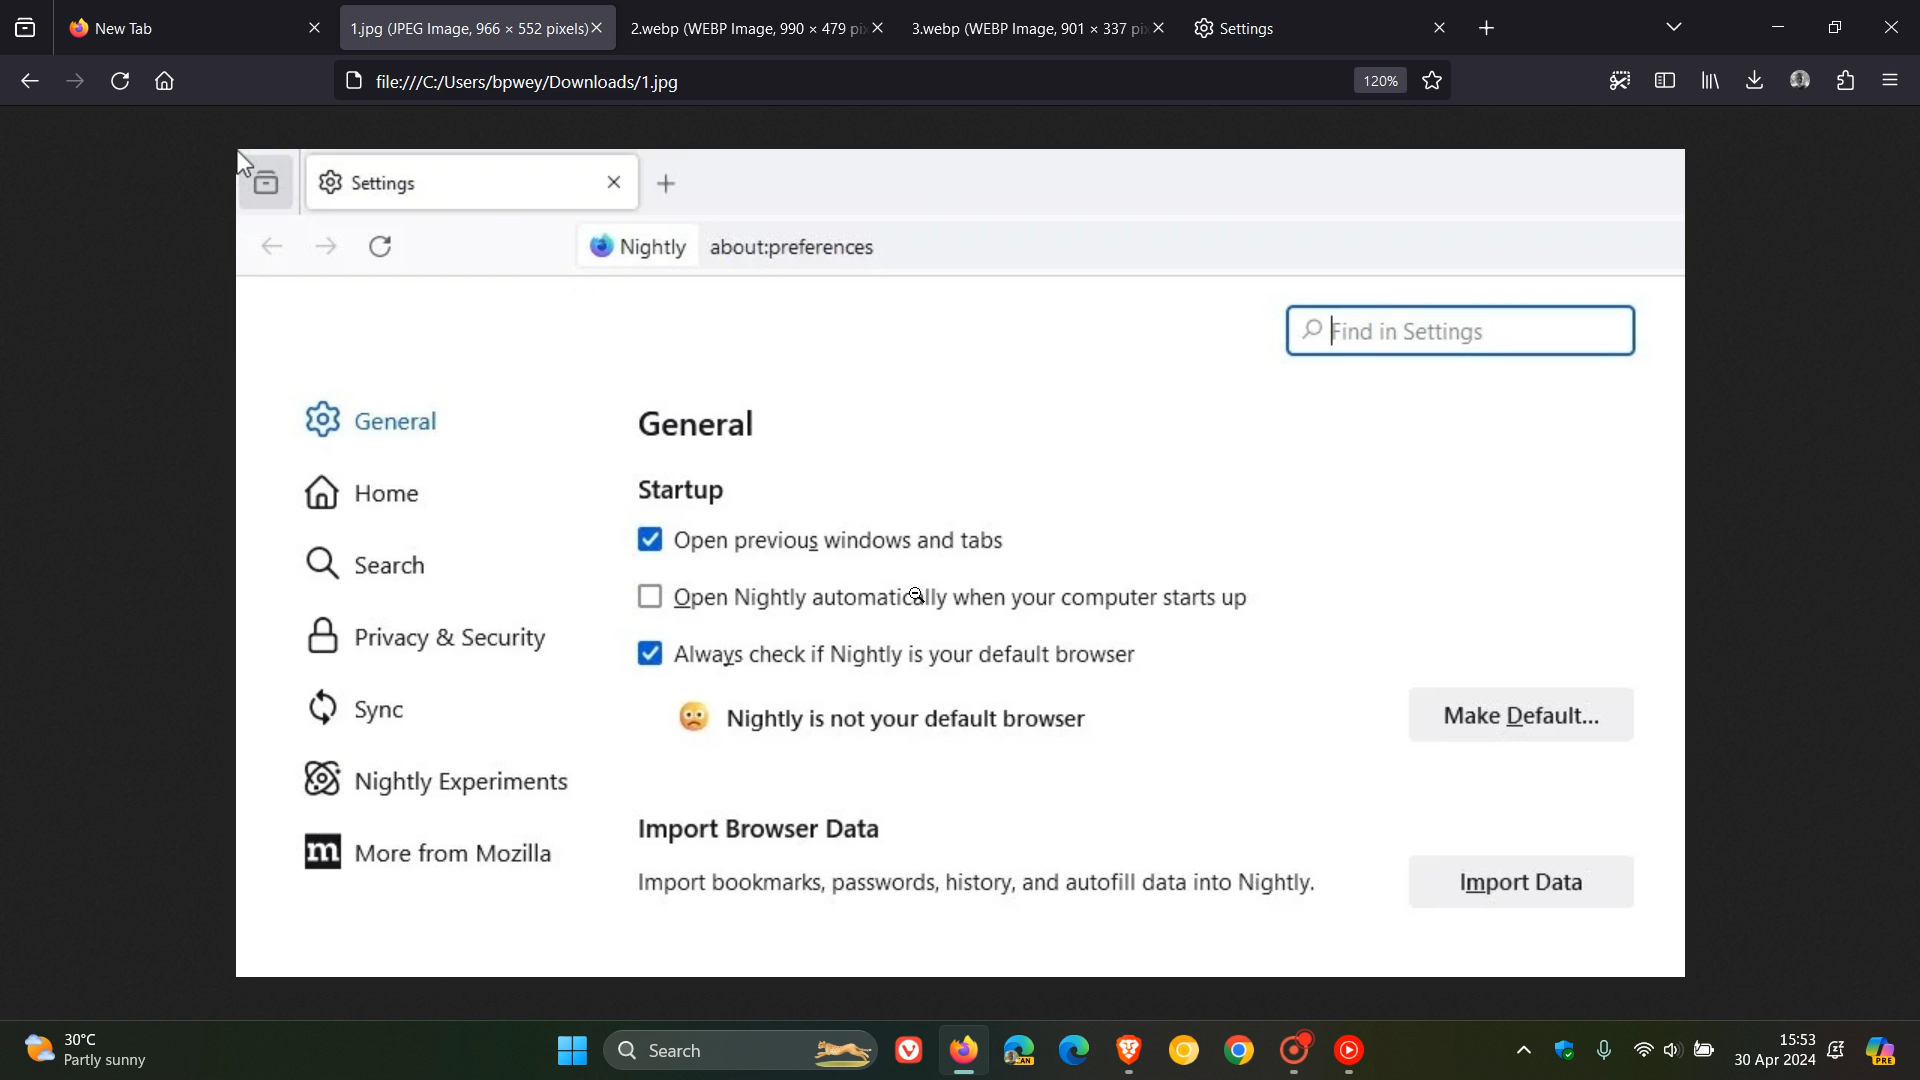 New Tab
1.jpg (JPEG Image, 966 × 552 pixels)
2.webp (WEBP Image, 990 × 479 pi
3.webp (WEBP Image, 901 × 337 pi
Settings
file:///C:/Users/bpwey/Downloads/1.jpg
120%
Settings
Nightly
about:preferences
Find in Settings
General
Home
Search
Privacy & Security
Sync
Nightly Experiments
m More from Mozilla
General
Startup
Open previous windows and tabs
Open Nightly automatically when your computer starts up
Always check if Nightly is your default browser
Nightly is not your default browser
Make Default...
Import Browser Data
Import bookmarks, passwords, history, and autofill data into Nightly.
Import Data
30°C
Partly sunny
Search
CAN
15:53
30 Apr 2024
PRE